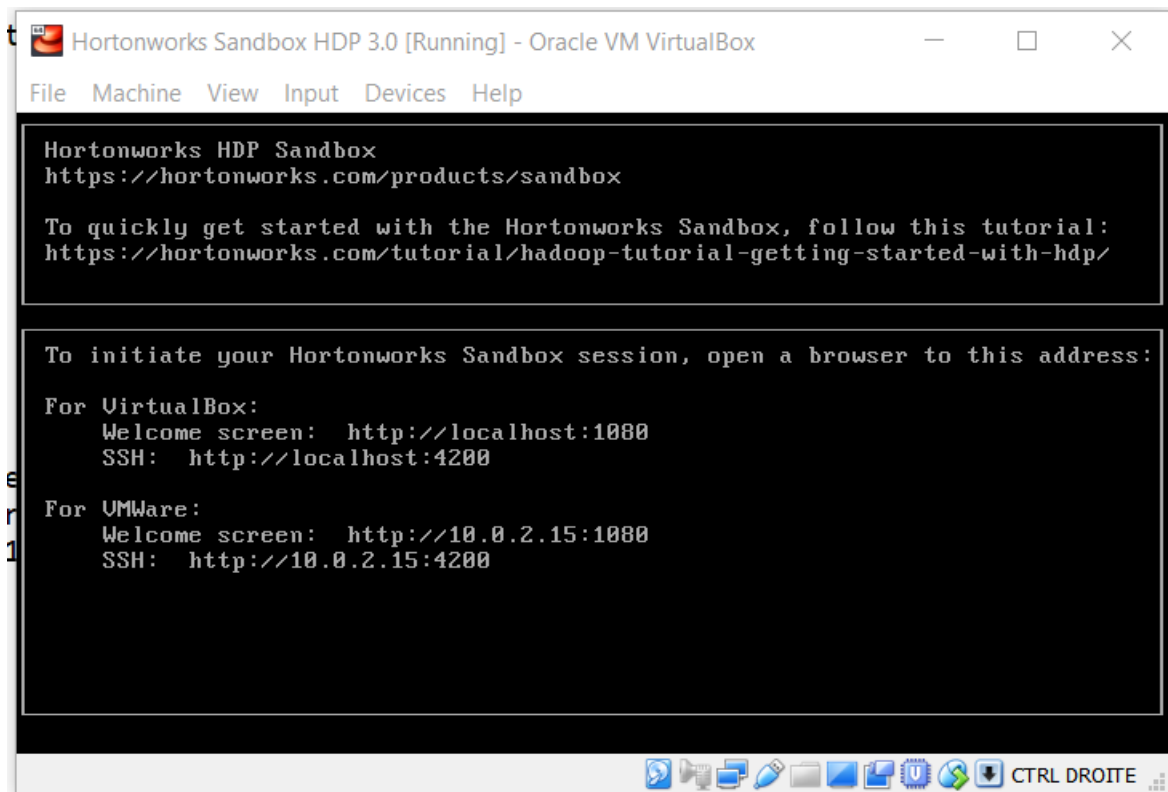 Hortonworks Sandbox HDP 3.0 [Running] - Oracle VM VirtualBox
File Machine View Input Devices Help
Hortonworks HDP Sandbox
https://hortonworks.com/products/sandbox
To quickly get started with the Hortonworks Sandbox, follow this tutorial:
https://hortonworks.com/tutorial/hadoop-tutorial-getting-started-with-hdp/
To initiate your Hortonworks Sandbox session, open a browser to this address:
For VirtualBox:
Welcome screen: http://localhost:1080
SSH: http://localhost:4200
For VMWare:
Welcome screen: http://10.0.2.15:1080
SSH: http://10.0.2.15:4200
CTRL DROITE